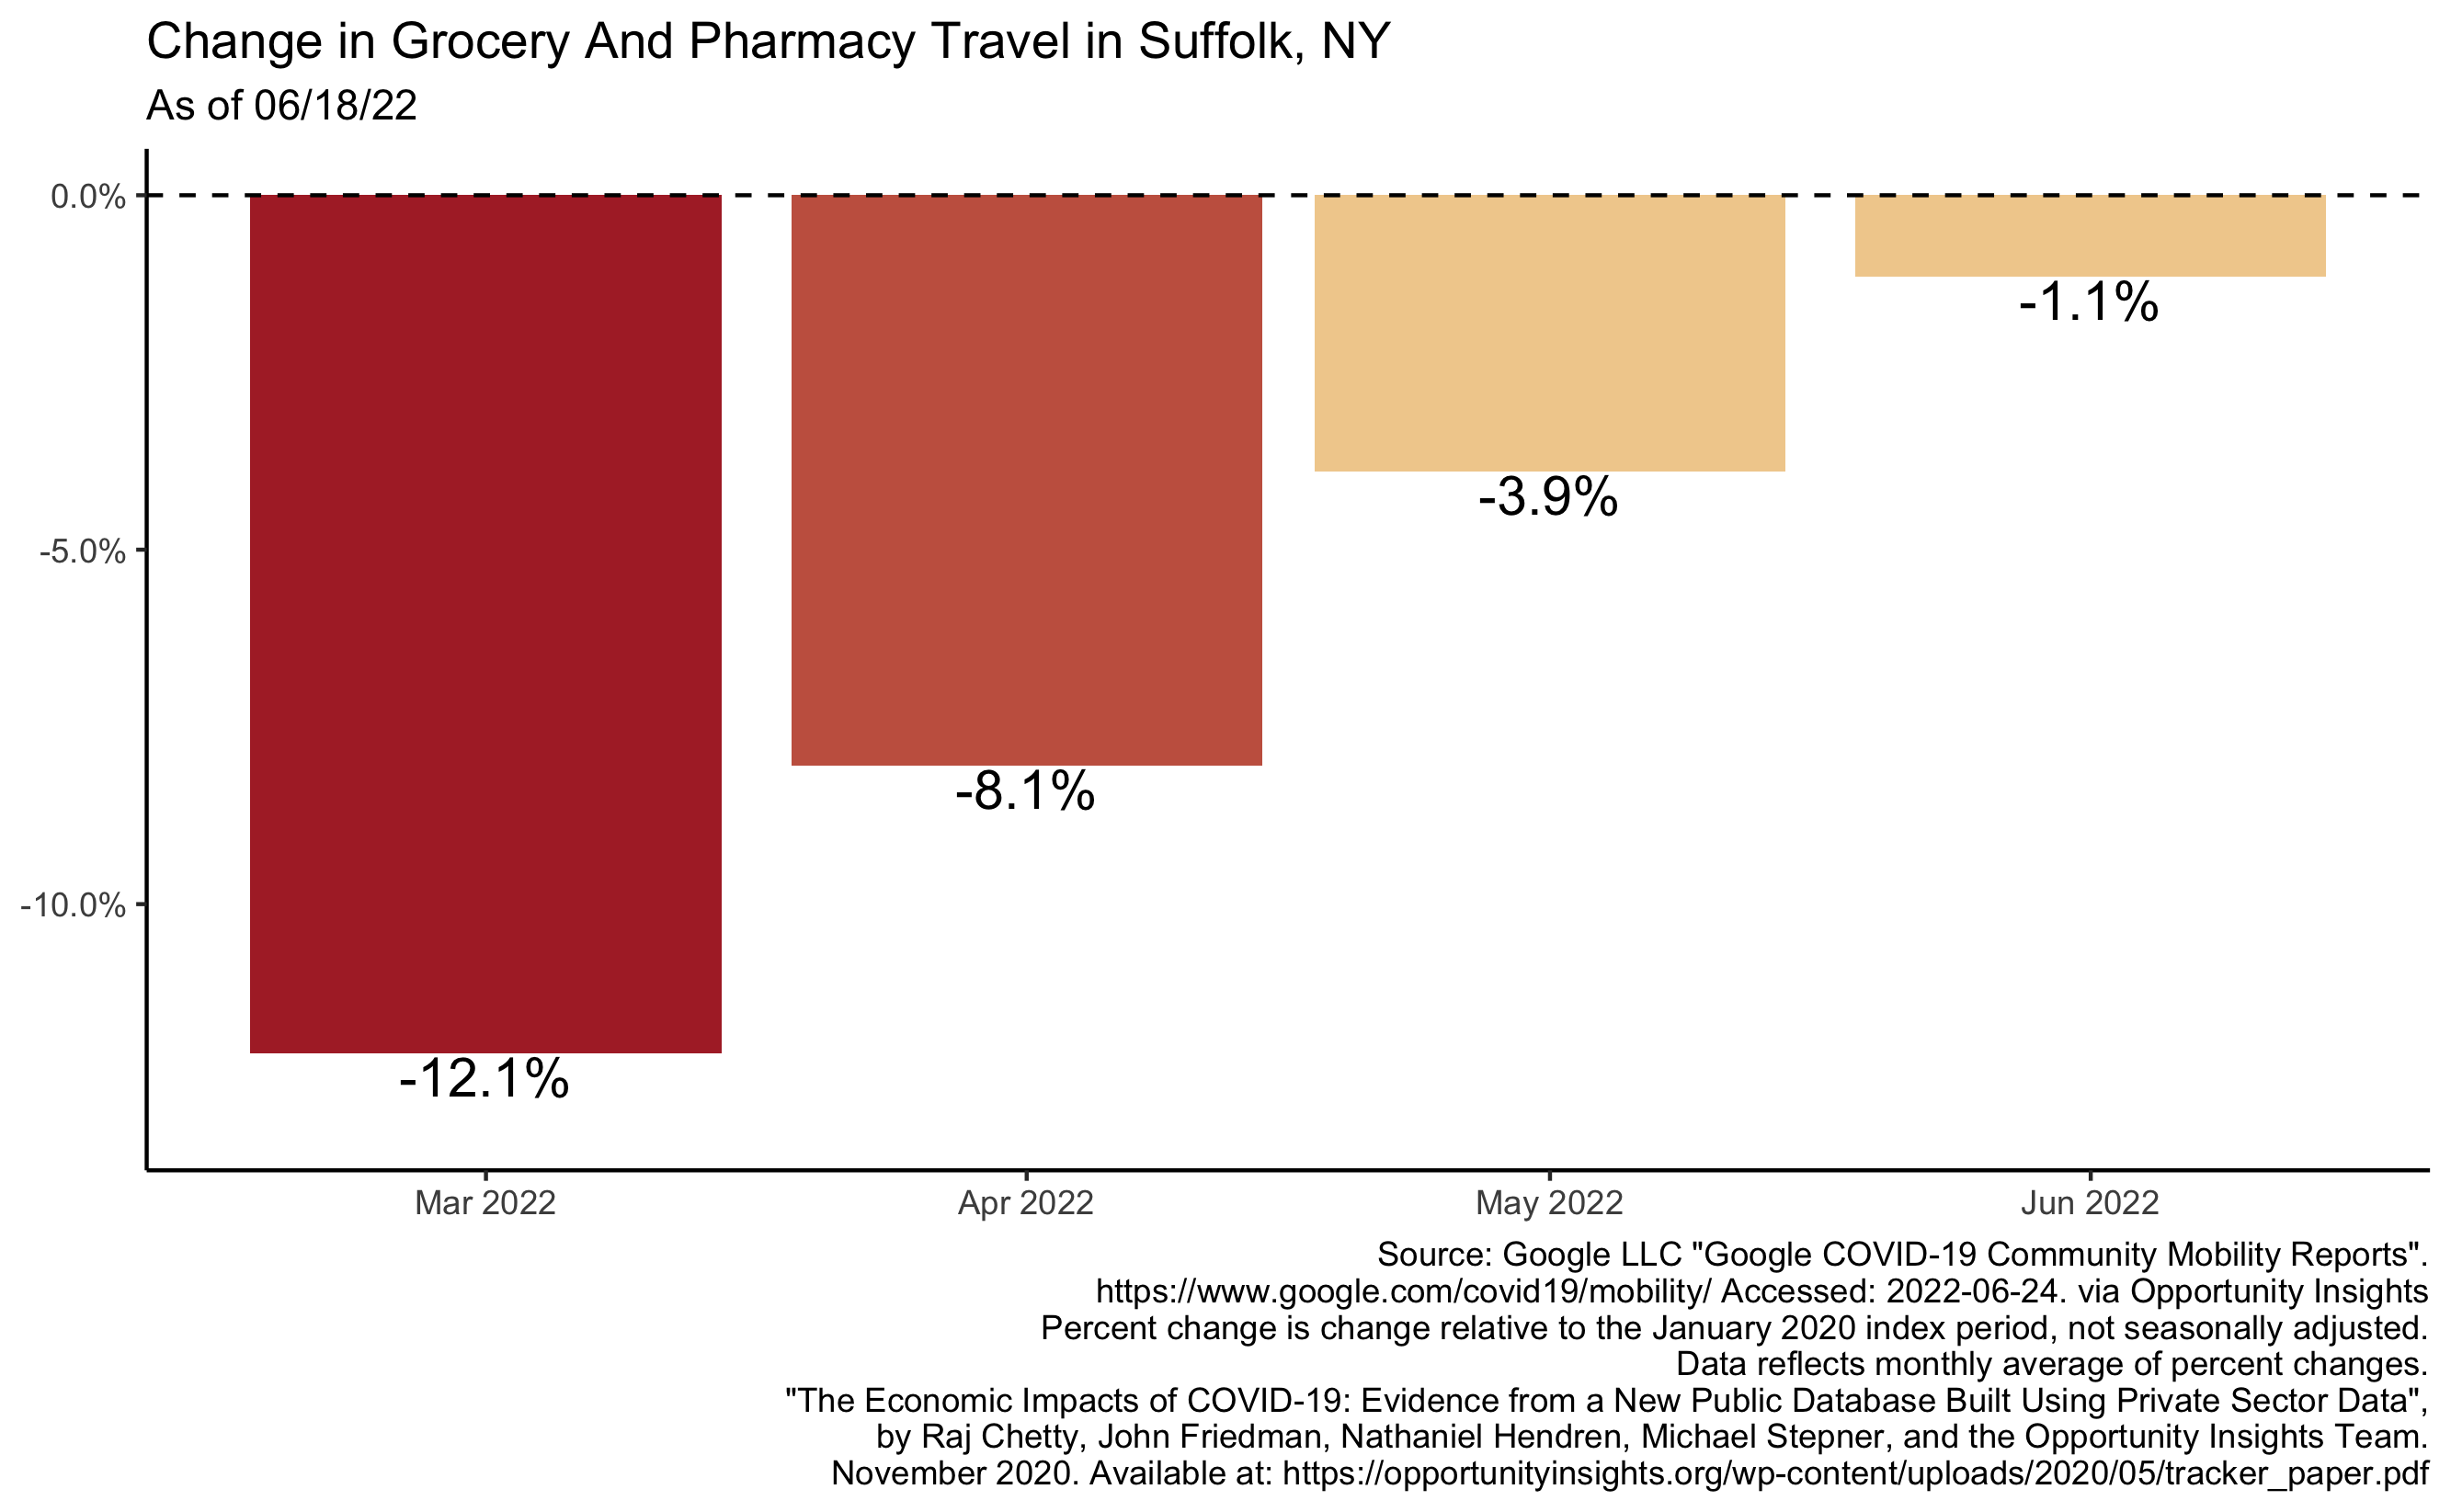 Change in Grocery And Pharmacy Travel in Suffolk, NY
As of 06/18/22
0.0%
-5.0%
-10.0%
-12.1%
-8.1%
-3.9%
-1.1%
Mar 2022
Apr 2022
May 2022
Jun 2022
Source: Google LLC "Google COVID-19 Community Mobility Reports".
https://www.google.com/covid19/mobility/ Accessed: 2022-06-24. via Opportunity Insights
Percent change is change relative to the January 2020 index period, not seasonally adjusted.
Data reflects monthly average of percent changes.
"The Economic Impacts of COVID-19: Evidence from a New Public Database Built Using Private Sector Data",
by Raj Chetty, John Friedman, Nathaniel Hendren, Michael Stepner, and the Opportunity Insights Team.
November 2020. Available at: https://opportunityinsights.org/wp-content/uploads/2020/05/tracker_paper.pdf